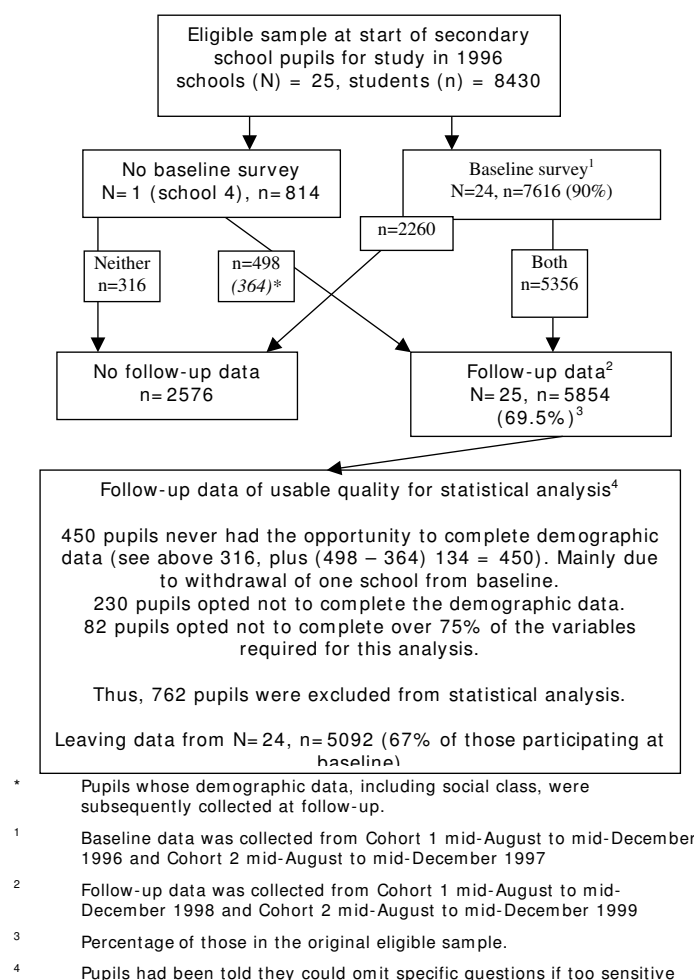 Eligible sample at start of secondary
school pupils for study in 1996
schools (N) = 25, students (n) = 8430
No baseline survey
N=1 (school 4), n=814
Baseline survey¹
N=24, n=7616 (90%)
n=2260
Neither
n=316
n=498
(364)*
Both
n=5356
No follow-up data
n=2576
Follow-up data²
N=25, n=5854
(69.5%)³
Follow-up data of usable quality for statistical analysis⁴
450 pupils never had the opportunity to complete demographic
data (see above 316, plus (498 – 364) 134 = 450). Mainly due
to withdrawal of one school from baseline.
230 pupils opted not to complete the demographic data.
82 pupils opted not to complete over 75% of the variables
required for this analysis.
Thus, 762 pupils were excluded from statistical analysis.
Leaving data from N=24, n=5092 (67% of those participating at
baseline)
* Pupils whose demographic data, including social class, were
subsequently collected at follow-up.
¹ Baseline data was collected from Cohort 1 mid-August to mid-December
1996 and Cohort 2 mid-August to mid-December 1997
² Follow-up data was collected from Cohort 1 mid-August to mid-
December 1998 and Cohort 2 mid-August to mid-December 1999
³ Percentage of those in the original eligible sample.
⁴ Pupils had been told they could omit specific questions if too sensitive